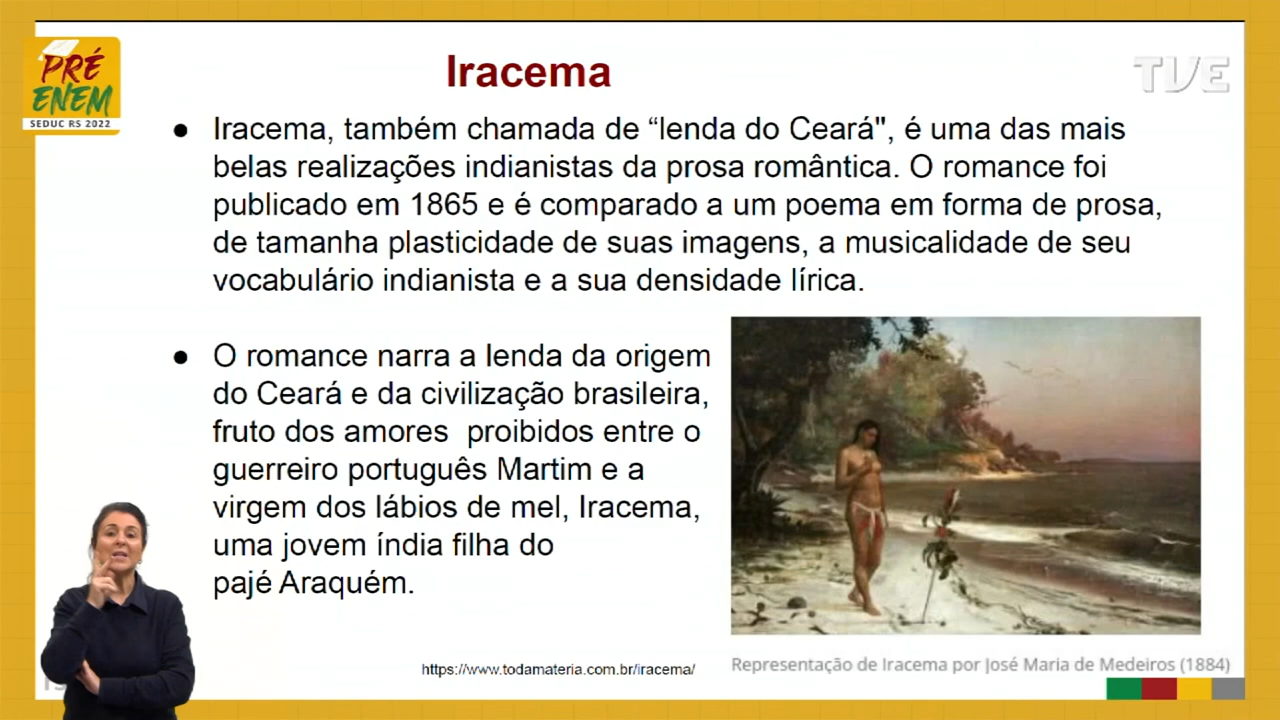 PRÉ
ENEM
SEDUC RS 2022
Iracema
TVE
● Iracema, também chamada de “lenda do Ceará", é uma das mais
belas realizações indianistas da prosa romântica. O romance foi
publicado em 1865 e é comparado a um poema em forma de prosa,
de tamanha plasticidade de suas imagens, a musicalidade de seu
vocabulário indianista e a sua densidade lírica.
● O romance narra a lenda da origem
do Ceará e da civilização brasileira,
fruto dos amores proibidos entre o
guerreiro português Martim e a
virgem dos lábios de mel, Iracema,
uma jovem índia filha do
pajé Araquém.
https://www.todamateria.com.br/iracema/
Representação de Iracema por José Maria de Medeiros (1884)